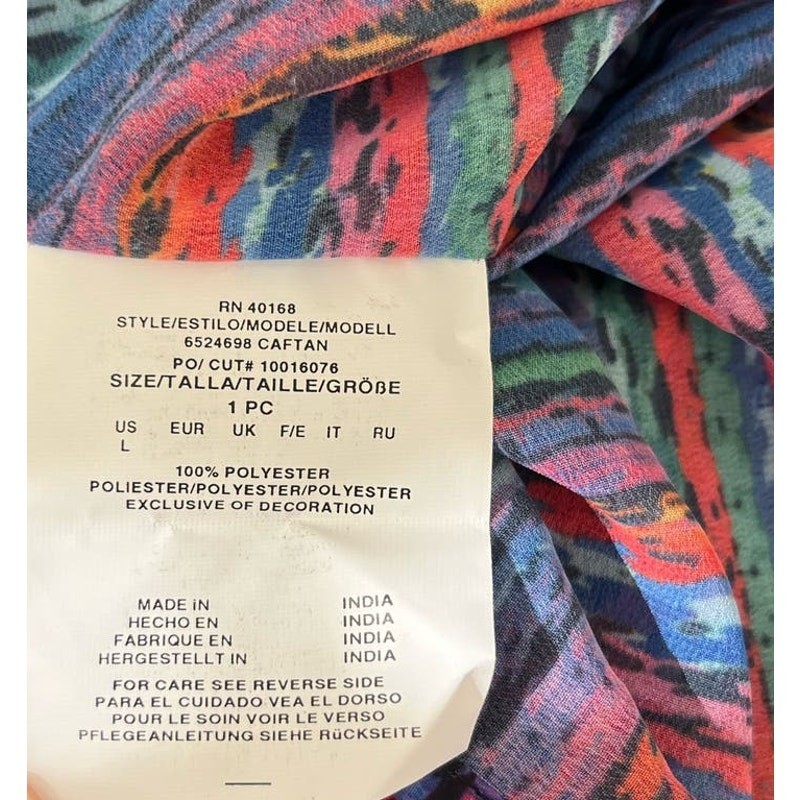 RN 40168
STYLE/ESTILO/MODELE/MODELL
6524698 CAFTAN
PO/ CUT# 10016076
SIZE/TALLA/TAILLE/GRÖßE
1 PC
US EUR UK F/E IT RU
L
100% POLYESTER
POLIESTER/POLYESTER/POLYESTER
EXCLUSIVE OF DECORATION
MADE iN INDIA
HECHO EN INDIA
FABRIQUE EN INDIA
HERGESTELLT IN INDIA
FOR CARE SEE REVERSE SIDE
PARA EL CUIDADO VEA EL DORSO
POUR LE SOIN VOIR LE VERSO
PFLEGEANLEITUNG SIEHE RüCKSEITE